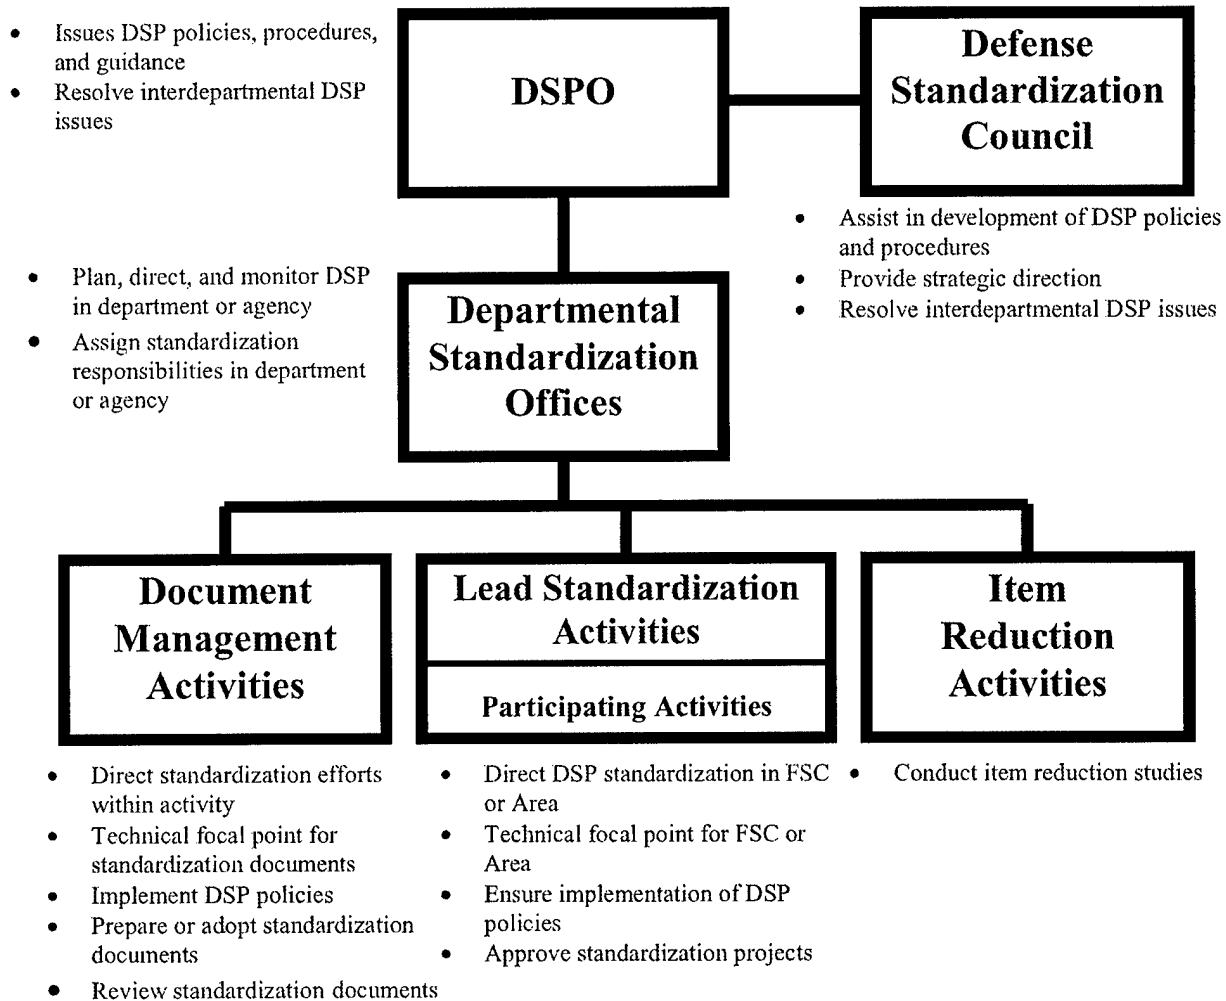 • Issues DSP policies, procedures,
and guidance
• Resolve interdepartmental DSP
issues
DSPO
Defense
Standardization
Council
• Assist in development of DSP policies
and procedures
• Provide strategic direction
• Resolve interdepartmental DSP issues
• Plan, direct, and monitor DSP
in department or agency
• Assign standardization
responsibilities in department
or agency
Departmental
Standardization
Offices
Document
Management
Activities
Lead Standardization
Activities
Participating Activities
Item
Reduction
Activities
• Direct standardization efforts
within activity
• Technical focal point for
standardization documents
• Implement DSP policies
• Prepare or adopt standardization
documents
• Review standardization documents
• Direct DSP standardization in FSC
or Area
• Technical focal point for FSC or
Area
• Ensure implementation of DSP
policies
• Approve standardization projects
• Conduct item reduction studies